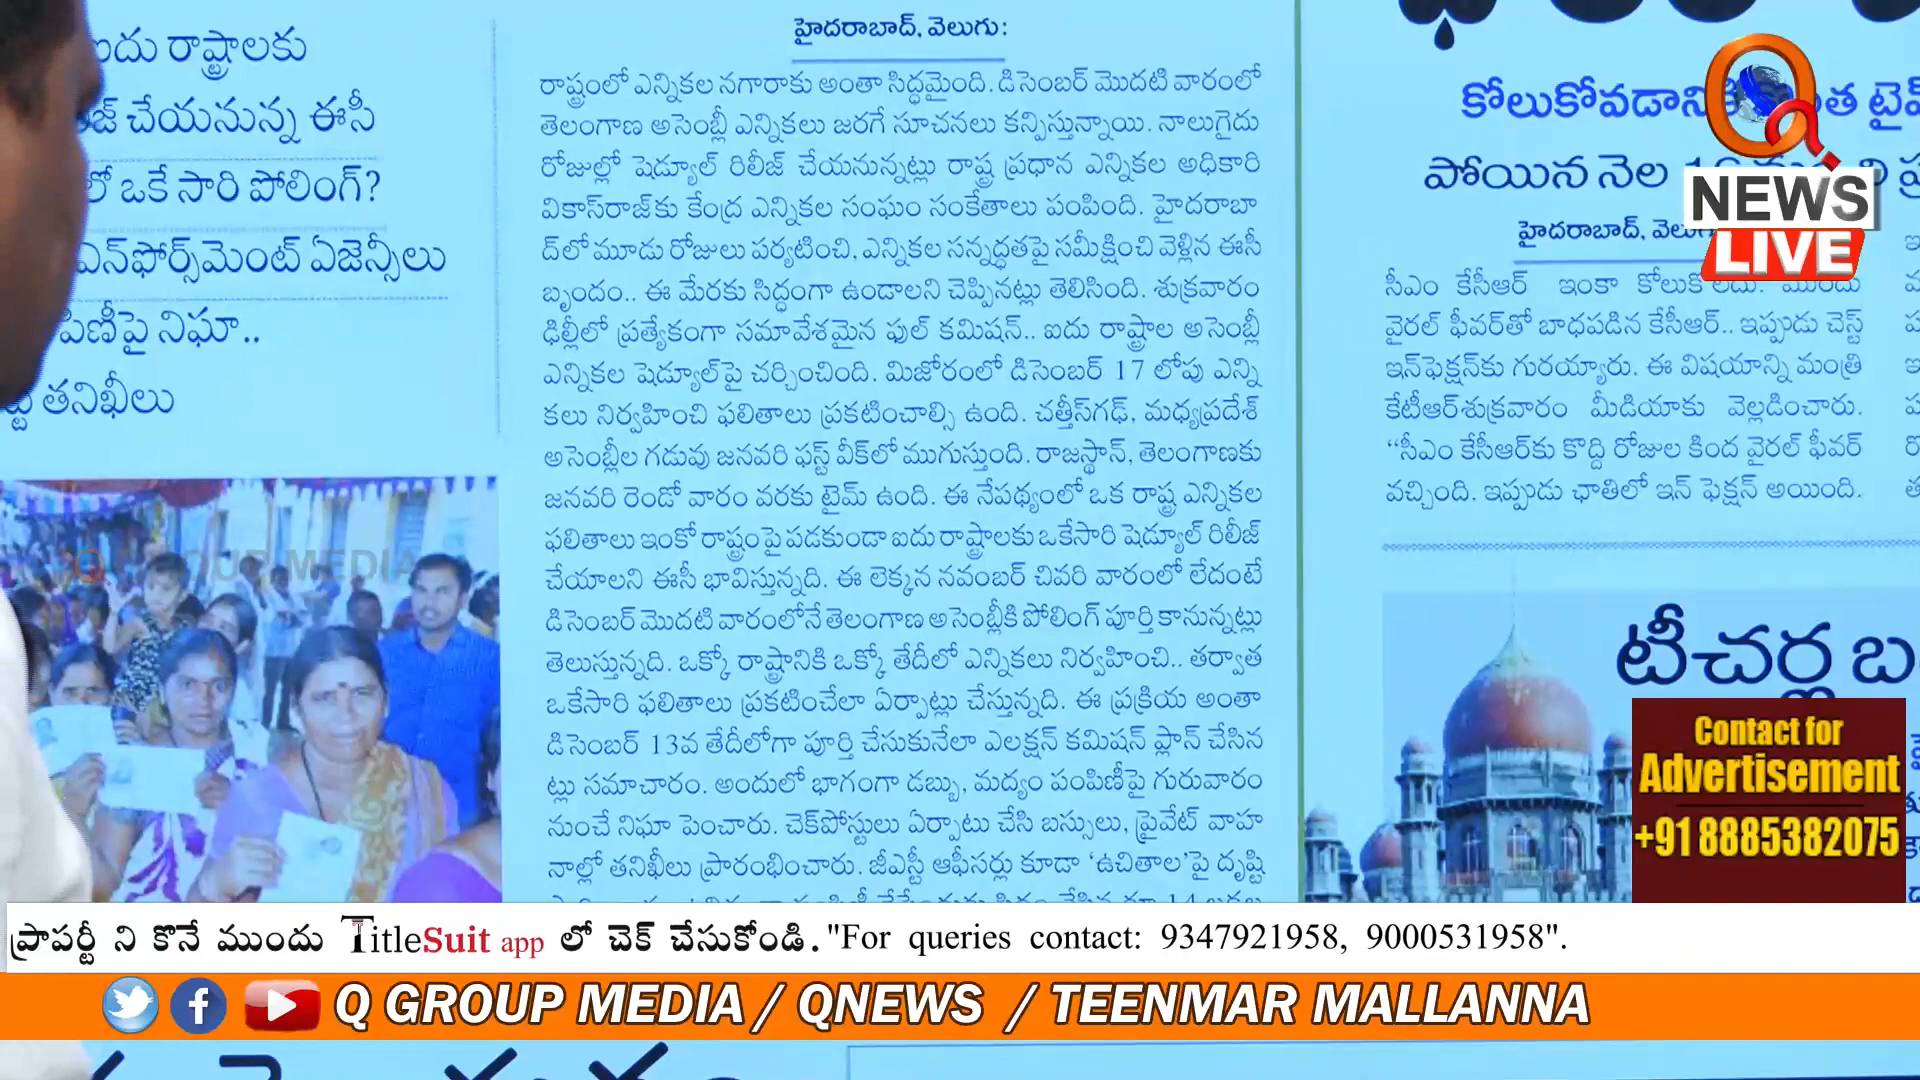 ఐదు రాష్ట్రాలకు
చేయనున్న ఈసీ
ఒకే సారి పోలింగ్?
ఎన్‌ఫోర్స్‌మెంట్ ఏజెన్సీలు
నిఘా..
తనిఖీలు
హైదరాబాద్, వెలుగు:
రాష్ట్రంలో ఎన్నికల నగారాకు అంతా సిద్ధమైంది. డిసెంబర్ మొదటి వారంలో
తెలంగాణ అసెంబ్లీ ఎన్నికలు జరగే సూచనలు కన్పిస్తున్నాయి. నాలుగైదు
రోజుల్లో షెడ్యూల్ రిలీజ్ చేయనున్నట్లు రాష్ట్ర ప్రధాన ఎన్నికల అధికారి
వికాస్‌రాజ్‌కు కేంద్ర ఎన్నికల సంఘం సంకేతాలు పంపింది. హైదరాబా
ద్‌లో మూడు రోజులు పర్యటించి, ఎన్నికల సన్నద్ధతపై సమీక్షించి వెళ్లిన ఈసీ
బృందం.. ఈ మేరకు సిద్ధంగా ఉండాలని చెప్పినట్లు తెలిసింది. శుక్రవారం
ఢిల్లీలో ప్రత్యేకంగా సమావేశమైన ఫుల్ కమిషన్.. ఐదు రాష్ట్రాల అసెంబ్లీ
ఎన్నికల షెడ్యూల్‌పై చర్చించింది. మిజోరంలో డిసెంబర్ 17 లోపు ఎన్ని
కలు నిర్వహించి ఫలితాలు ప్రకటించాల్సి ఉంది. చత్తీస్‌గఢ్, మధ్యప్రదేశ్
అసెంబ్లీల గడువు జనవరి ఫస్ట్ వీక్‌లో ముగుస్తుంది. రాజస్థాన్, తెలంగాణకు
జనవరి రెండో వారం వరకు టైమ్ ఉంది. ఈ నేపథ్యంలో ఒక రాష్ట్ర ఎన్నికల
ఫలితాలు ఇంకో రాష్ట్రంపై పడకుండా ఐదు రాష్ట్రాలకు ఒకేసారి షెడ్యూల్ రిలీజ్
చేయాలని ఈసీ భావిస్తున్నది. ఈ లెక్కన నవంబర్ చివరి వారంలో లేదంటే
డిసెంబర్ మొదటి వారంలోనే తెలంగాణ అసెంబ్లీకి పోలింగ్ పూర్తి కానున్నట్లు
తెలుస్తున్నది. ఒక్కో రాష్ట్రానికి ఒక్కో తేదీలో ఎన్నికలు నిర్వహించి.. తర్వాత
ఒకేసారి ఫలితాలు ప్రకటించేలా ఏర్పాట్లు చేస్తున్నది. ఈ ప్రక్రియ అంతా
డిసెంబర్ 13వ తేదీలోగా పూర్తి చేసుకునేలా ఎలక్షన్ కమిషన్ ప్లాన్ చేసిన
ట్లు సమాచారం. అందులో భాగంగా డబ్బు, మద్యం పంపిణీపై గురువారం
నుంచే నిఘా పెంచారు. చెక్‌పోస్టులు ఏర్పాటు చేసి బస్సులు, ప్రైవేట్ వాహ
నాల్లో తనిఖీలు ప్రారంభించారు. జీఎస్టీ ఆఫీసర్లు కూడా ‘ఉచితాల’పై దృష్టి
టైమ్
పోయిన నెల
హైదరాబాద్, వెలుగు
సీఎం కేసీఆర్ ఇంకా కోలుకోలేదు. ముందు
వైరల్ ఫీవర్‌తో బాధపడిన కేసీఆర్.. ఇప్పుడు చెస్ట్
ఇన్‌ఫెక్షన్‌కు గురయ్యారు. ఈ విషయాన్ని మంత్రి
కేటీఆర్‌శుక్రవారం మీడియాకు వెల్లడించారు.
“సీఎం కేసీఆర్‌కు కొద్ది రోజుల కింద వైరల్ ఫీవర్
వచ్చింది. ఇప్పుడు ఛాతిలో ఇన్ ఫెక్షన్ అయింది.
టీచర్ల బ
Q
NEWS
LIVE
Q GROUP MEDIA
Contact for
Advertisement
+91 8885382075
ప్రాపర్టీ ని కొనే ముందు TitleSuit app లో చెక్ చేసుకోండి. "For queries contact: 9347921958, 9000531958".
Q GROUP MEDIA / QNEWS / TEENMAR MALLANNA